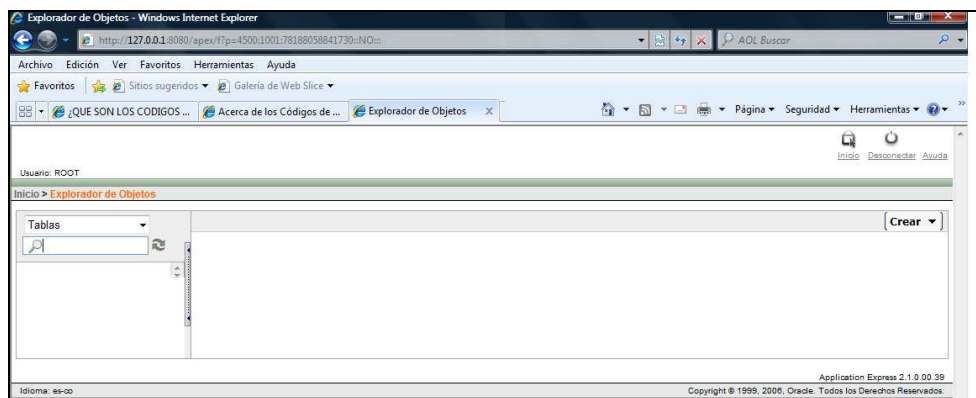 Explorador de Objetos - Windows Internet Explorer
http://127.0.0.1:8080/apex/f?p=4500:1001:78188058841730::NO:::
AOL Buscar
Archivo Edición Ver Favoritos Herramientas Ayuda
Favoritos Sitios sugeridos Galería de Web Slice
¿QUE SON LOS CODIGOS ... Acerca de los Códigos de ... Explorador de Objetos X Página Seguridad Herramientas »
Inicio Desconectar Ayuda
Usuario: ROOT
Inicio > Explorador de Objetos
Tablas Crear
Application Express 2.1.0.00.39
Idioma: es-co Copyright © 1999, 2006, Oracle. Todos los Derechos Reservados.